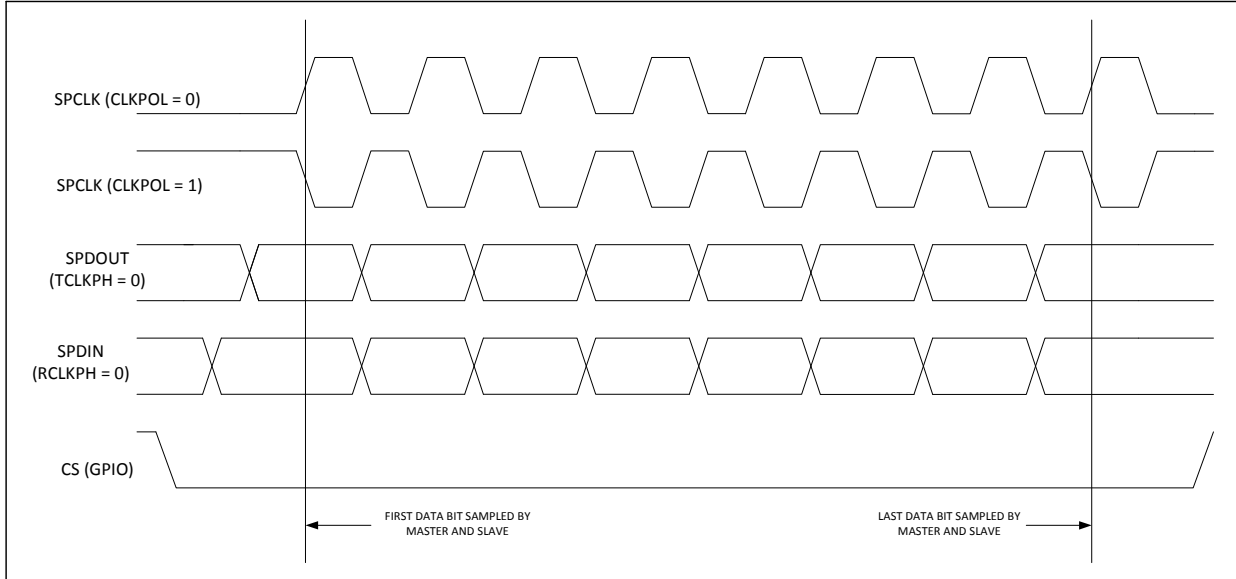 SPCLK (CLKPOL = 0)
SPCLK (CLKPOL = 1)
SPDOUT
(TCLKPH = 0)
SPDIN
(RCLKPH = 0)
CS (GPIO)
FIRST DATA BIT SAMPLED BY
MASTER AND SLAVE
LAST DATA BIT SAMPLED BY
MASTER AND SLAVE